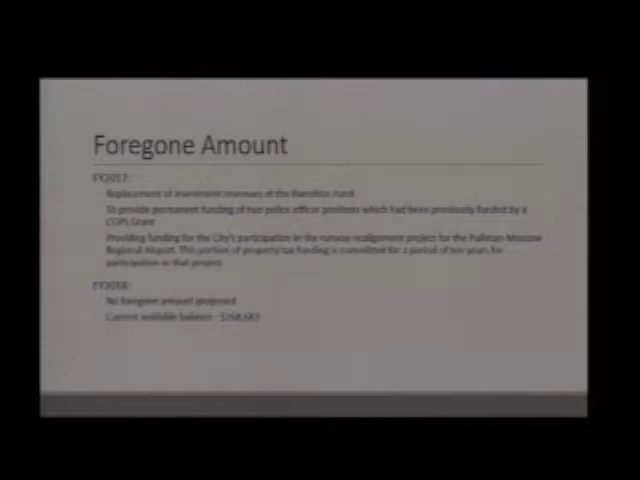 Foregone Amount
FY2017:
Replacement of investment revenues of the Hamilton Fund
To provide permanent funding of two police officer positions which had been previously funded by a
COPS Grant
Providing funding for the City's participation in the runway realignment project for the Pullman-Moscow
Regional Airport. This portion of property tax funding is committed for a period of ten years for
participation in that project
FY2018:
No foregone amount proposed
Current available balance -